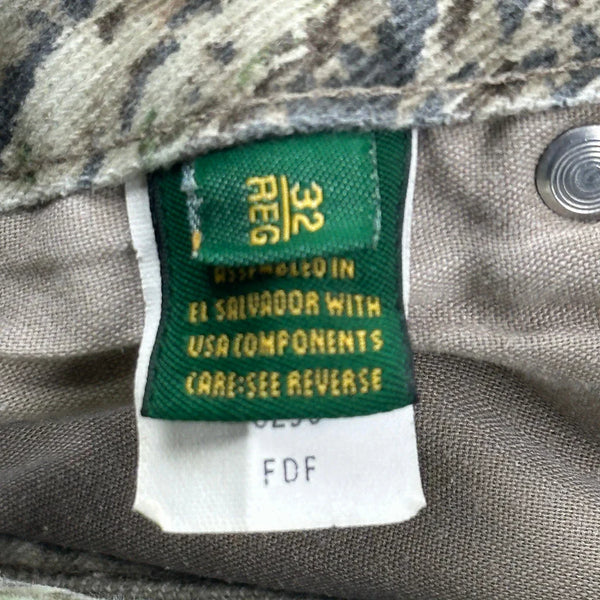 32
REG
ASSEMBLED IN
EL SALVADOR WITH
USA COMPONENTS
CARE:SEE REVERSE
FDF